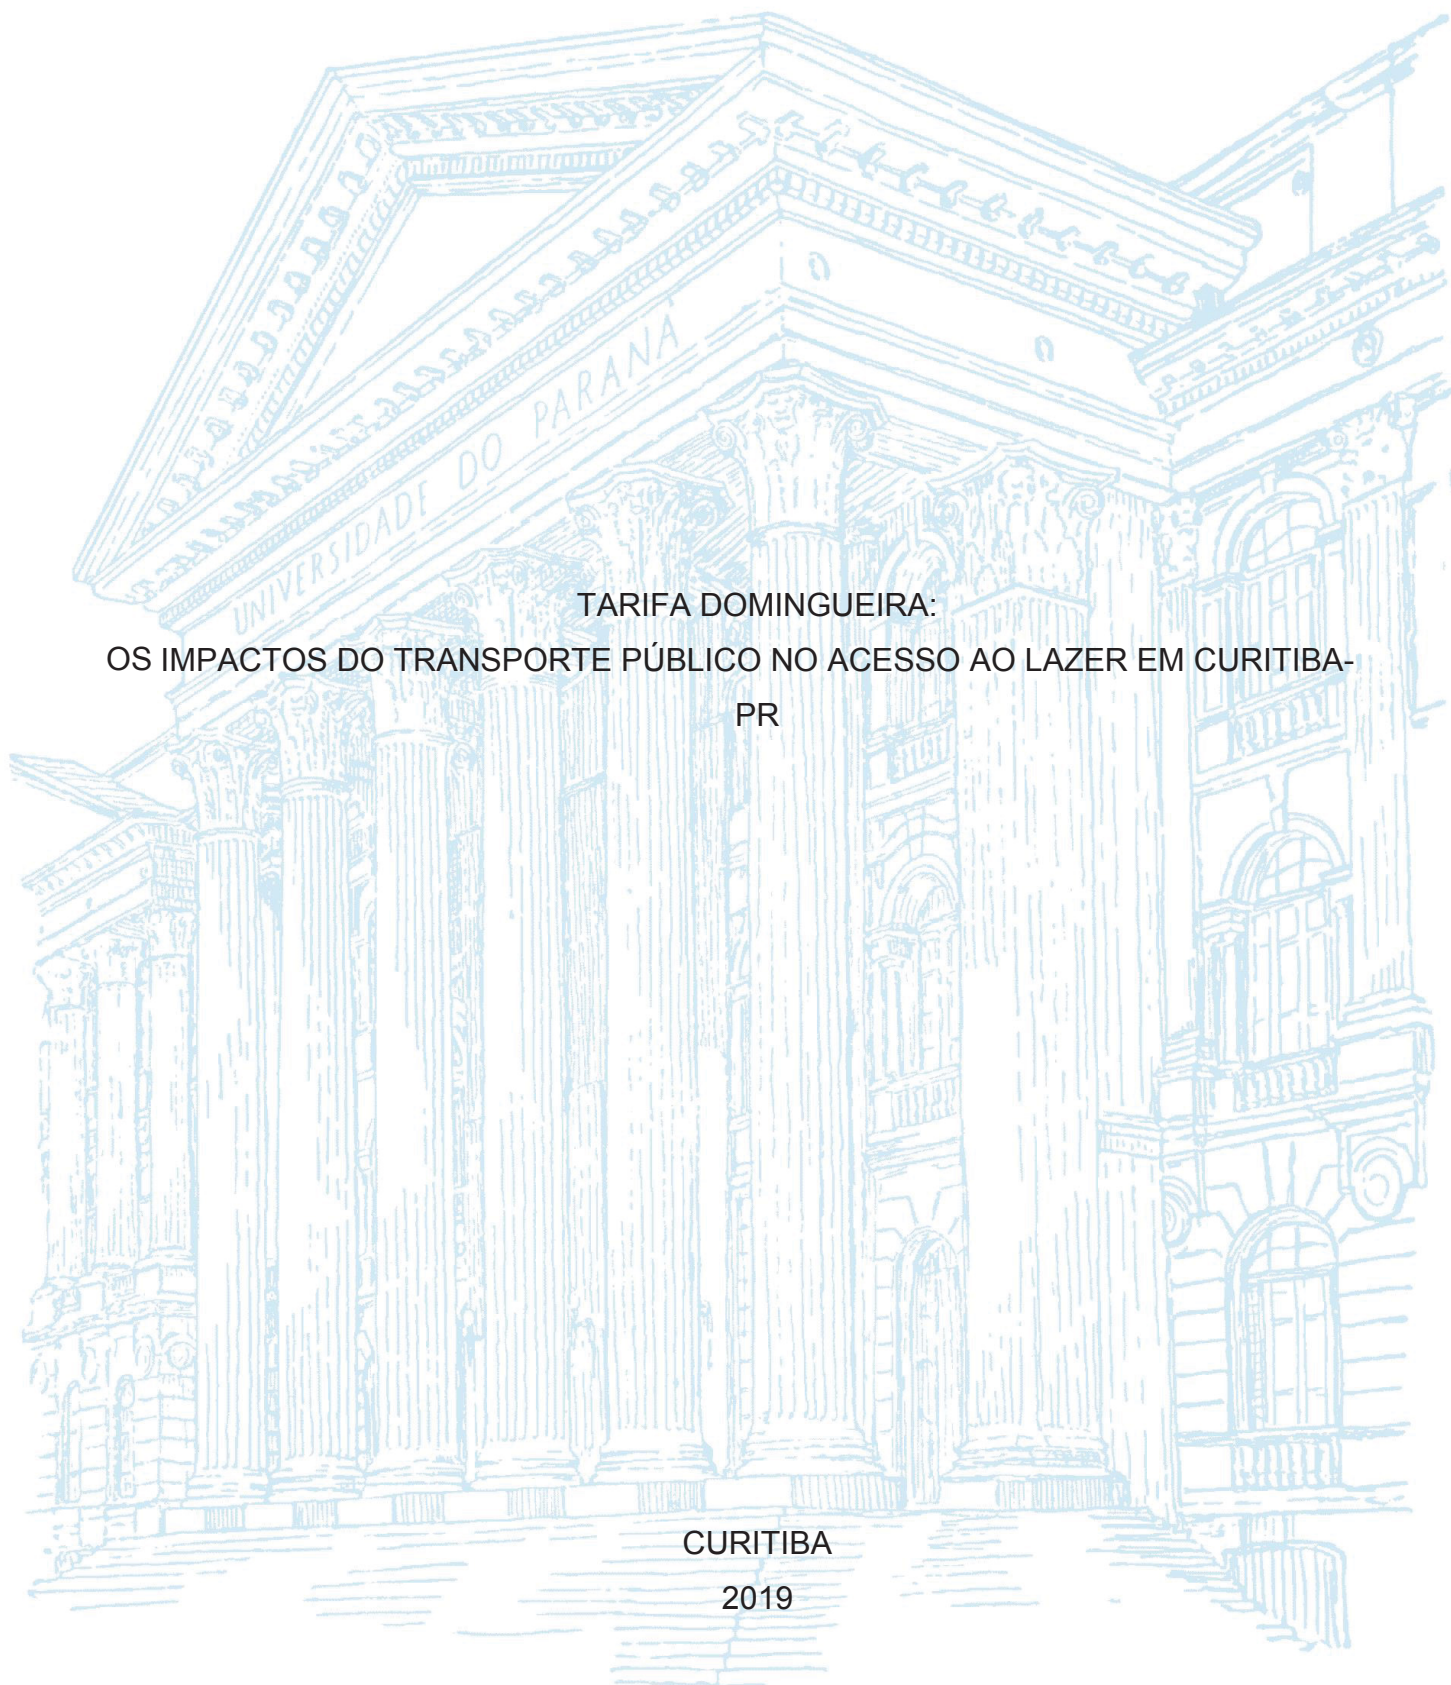 UNIVERSIDADE DO PARANÁ
TARIFA DOMINGUEIRA:
OS IMPACTOS DO TRANSPORTE PÚBLICO NO ACESSO AO LAZER EM CURITIBA-
PR
CURITIBA
2019